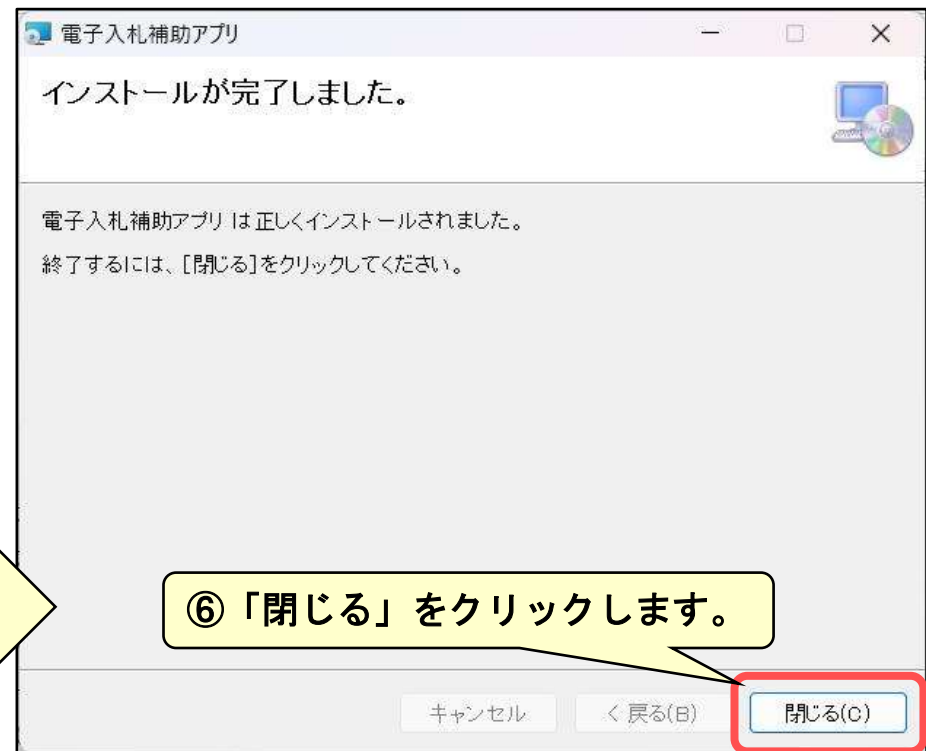 電子入札補助アプリ
インストールが完了しました。
電子入札補助アプリ は正しくインストールされました。
終了するには、[閉じる]をクリックしてください。
⑥「閉じる」をクリックします。
キャンセル
< 戻る(B)
閉じる(C)